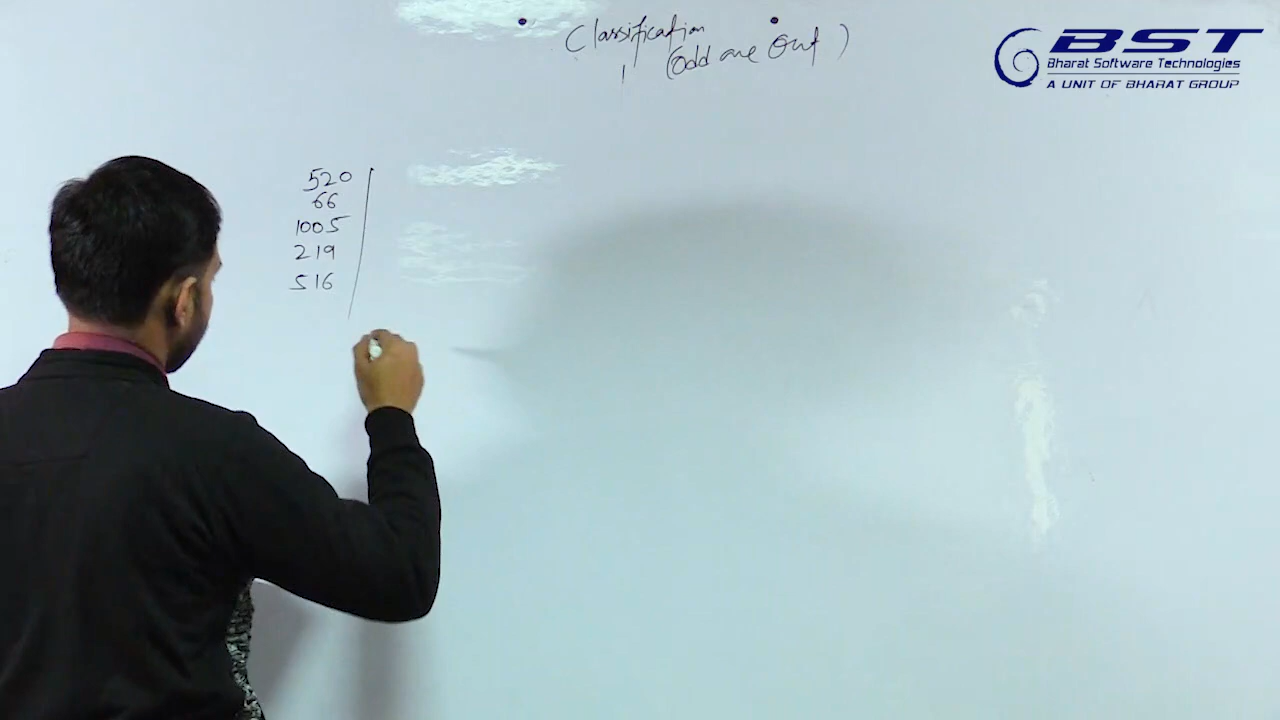 Classification
(Odd one Out)
BST
Bharat Software Technologies
A UNIT OF BHARAT GROUP
520
66
1005
219
516